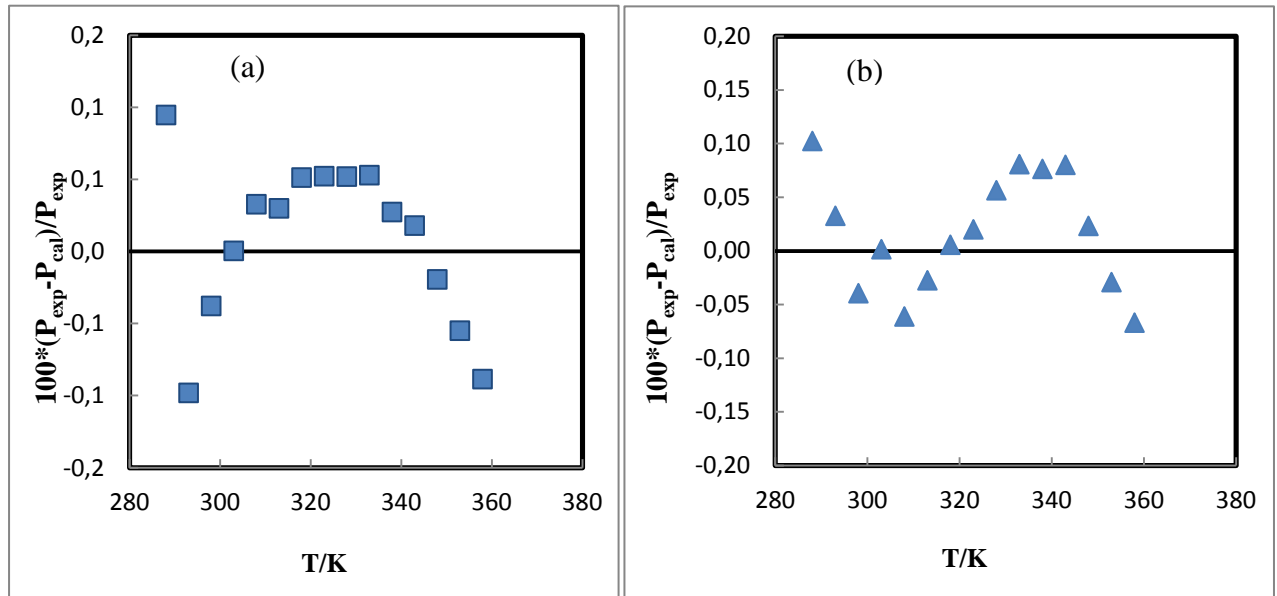 (a)
100*(Pexp-Pcal)/Pexp
0,2
0,1
0,1
0,0
-0,1
-0,1
-0,2
280 300 320 340 360 380
T/K
(b)
100*(Pexp-Pcal)/Pexp
0,20
0,15
0,10
0,05
0,00
-0,05
-0,10
-0,15
-0,20
280 300 320 340 360 380
T/K